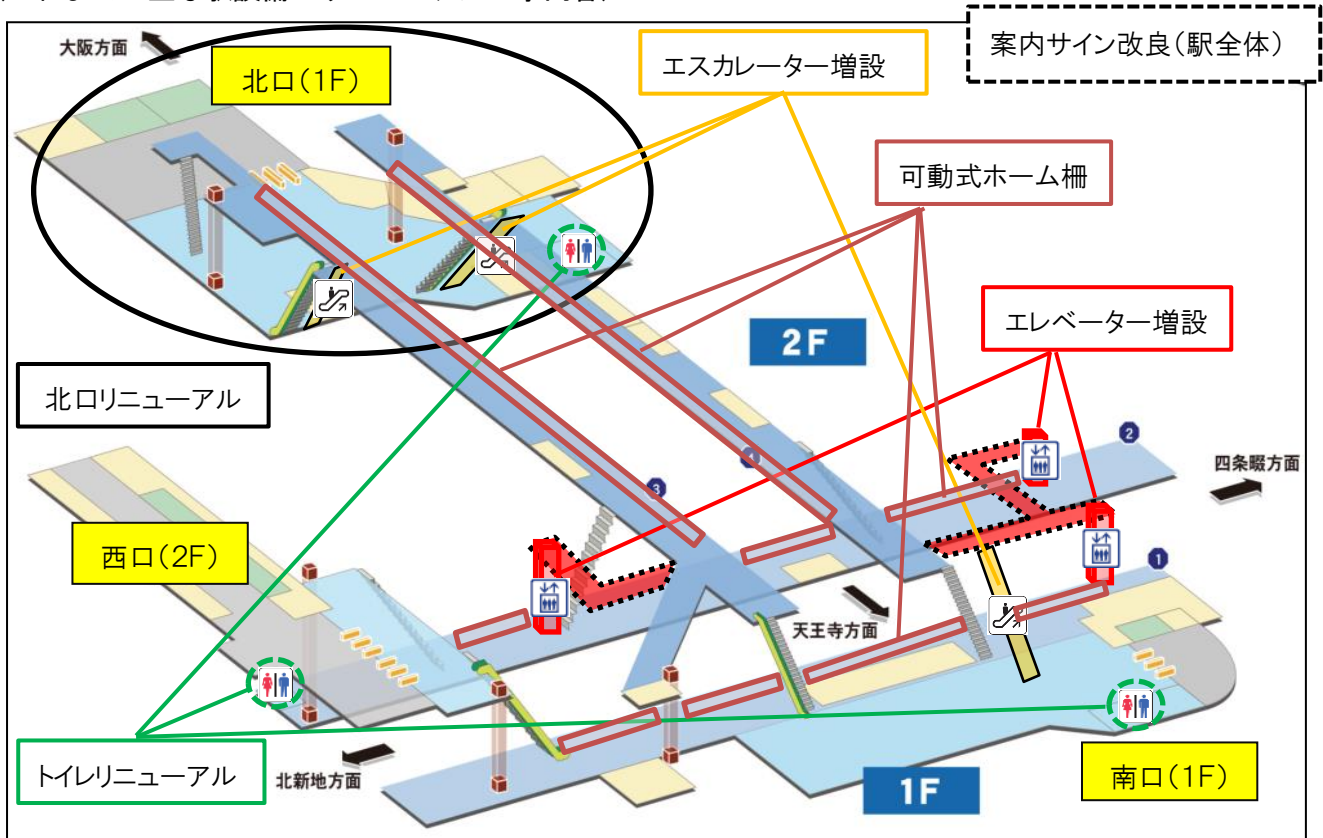 大阪方面
北口(1F)
エスカレーター増設
案内サイン改良(駅全体)
可動式ホーム柵
2F
エレベーター増設
北口リニューアル
2
四条畷方面
4
3
西口(2F)
1
天王寺方面
トイレリニューアル
北新地方面
1F
南口(1F)